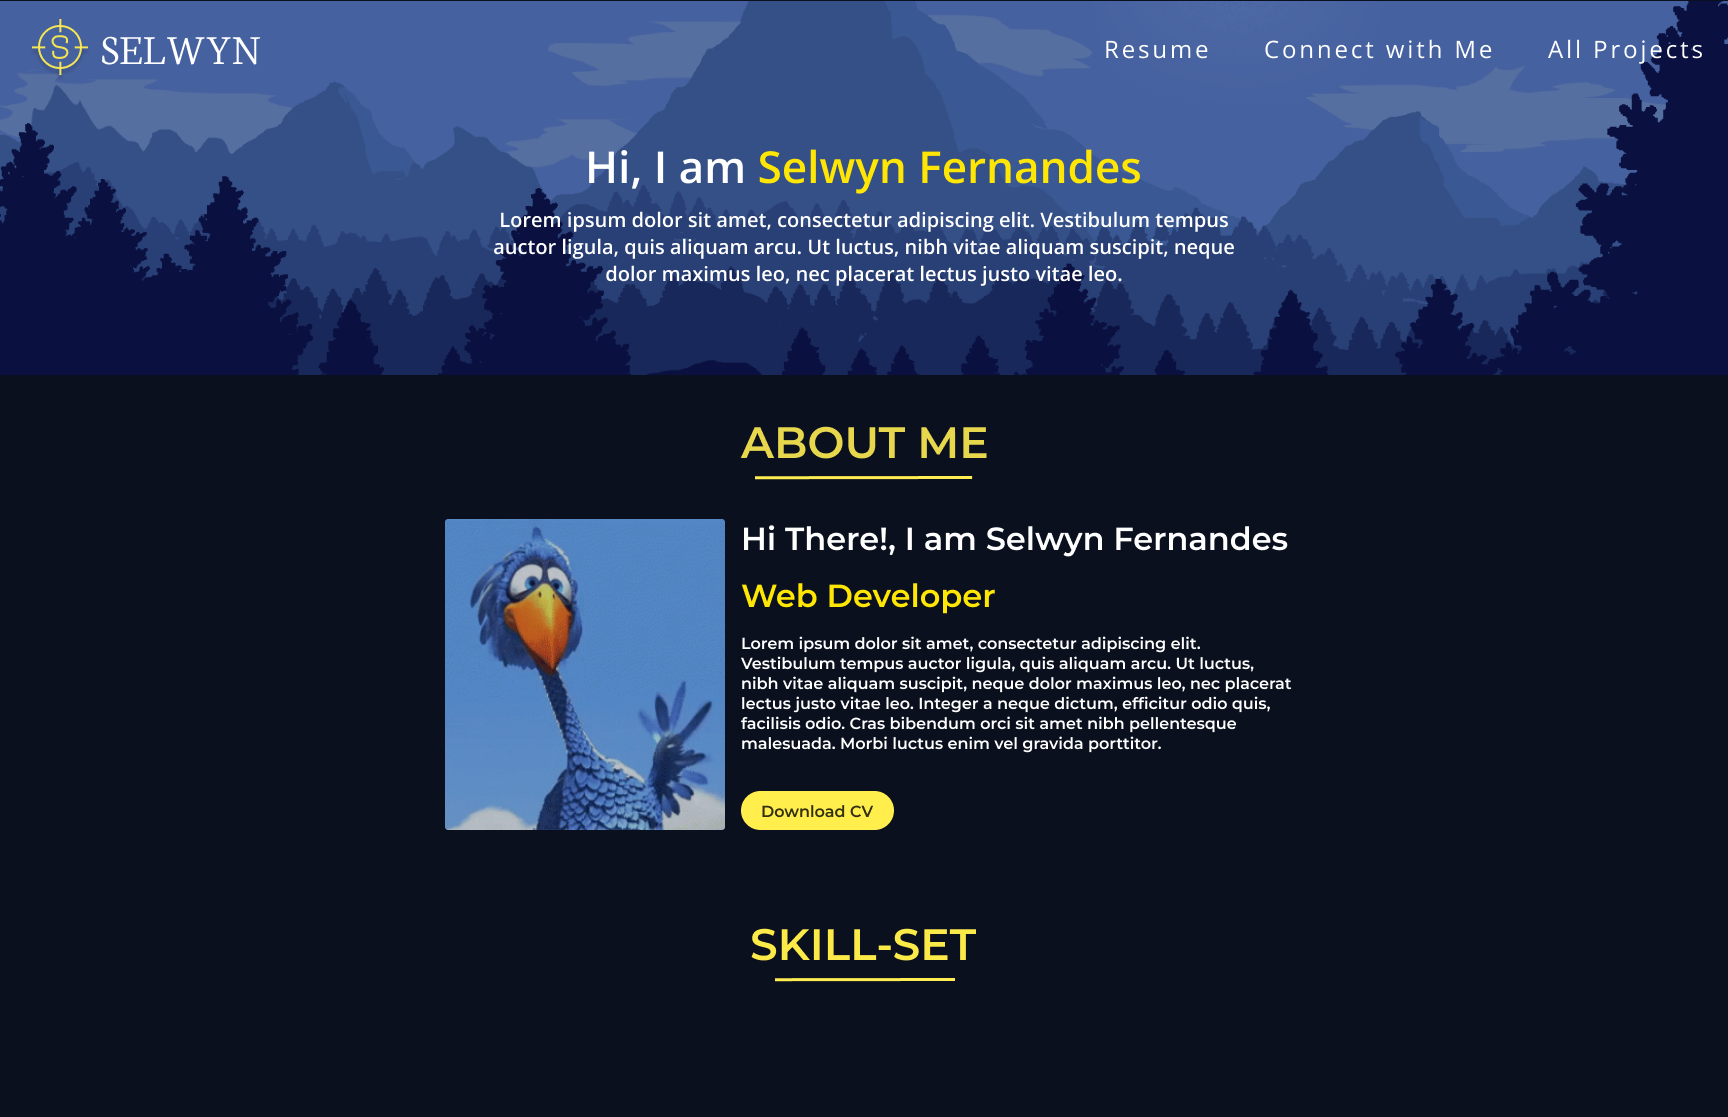 SELWYN
Resume
Connect with Me
All Projects
Hi, I am Selwyn Fernandes
Lorem ipsum dolor sit amet, consectetur adipiscing elit. Vestibulum tempus
auctor ligula, quis aliquam arcu. Ut luctus, nibh vitae aliquam suscipit, neque
dolor maximus leo, nec placerat lectus justo vitae leo.
ABOUT ME
Hi There!, I am Selwyn Fernandes
Web Developer
Lorem ipsum dolor sit amet, consectetur adipiscing elit.
Vestibulum tempus auctor ligula, quis aliquam arcu. Ut luctus,
nibh vitae aliquam suscipit, neque dolor maximus leo, nec placerat
lectus justo vitae leo. Integer a neque dictum, efficitur odio quis,
facilisis odio. Cras bibendum orci sit amet nibh pellentesque
malesuada. Morbi luctus enim vel gravida porttitor.
Download CV
SKILL-SET